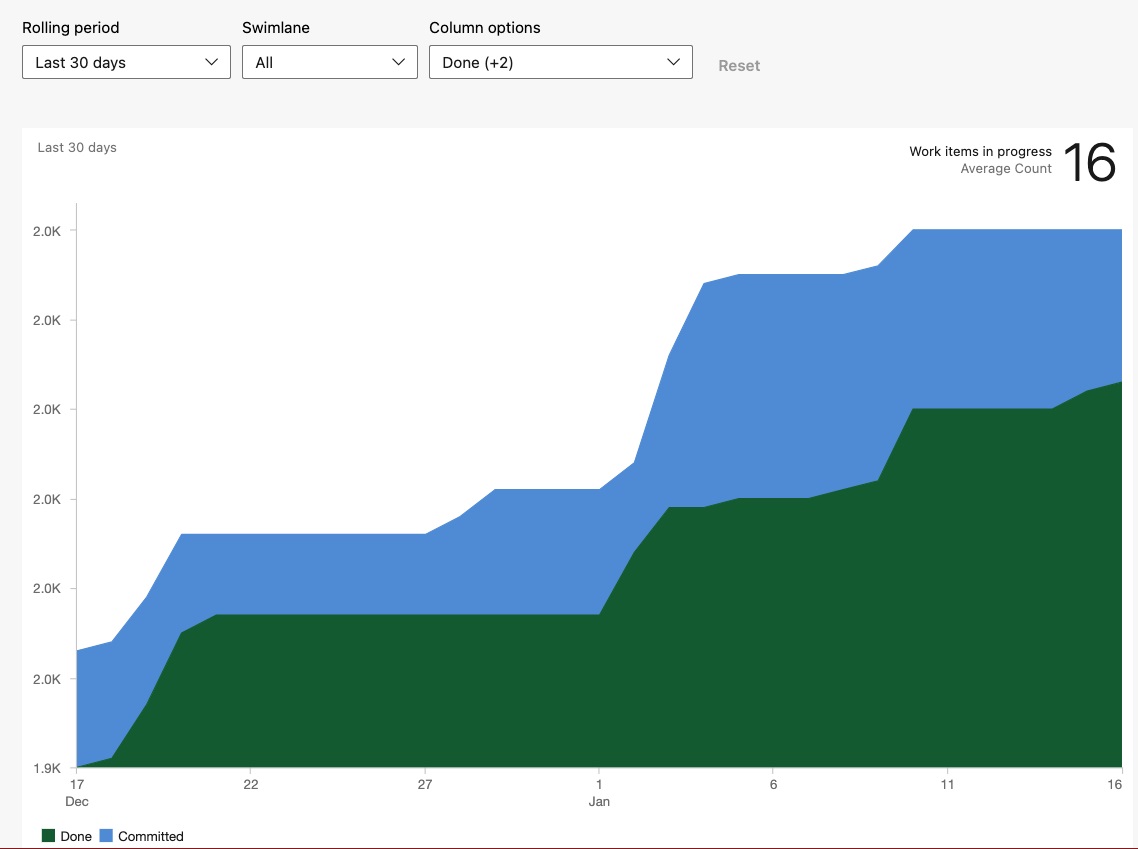 Rolling period Swimlane Column options
Last 30 days All Done (+2) Reset
Last 30 days
Work items in progress 16
Average Count
2.0K
2.0K
2.0K
2.0K
2.0K
2.0K
1.9K
17 22 27 1 6 11 16
Dec Jan
Done Committed